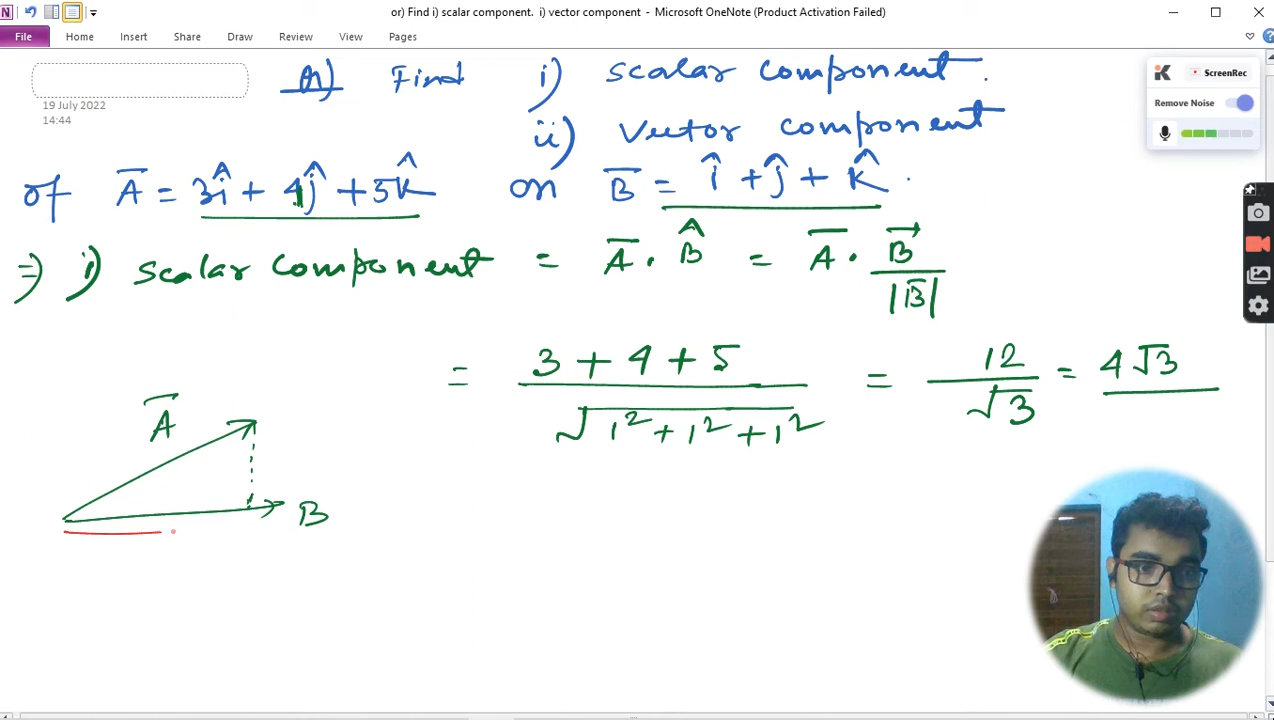 or) Find i) scalar component. i) vector component - Microsoft OneNote (Product Activation Failed)
File Home Insert Share Draw Review View Pages
ScreenRec
Remove Noise
19 July 2022
14:44
Q) Find i) scalar component.
ii) vector component
of A̅ = 3î + 4ĵ + 5k̂ on B̅ = î + ĵ + k̂.
⇒ i) scalar component = A̅ · B̂ = A̅ · B⃗ / |B̅|
= (3 + 4 + 5) / √(1² + 1² + 1²) = 12 / √3 = 4√3
A̅
B